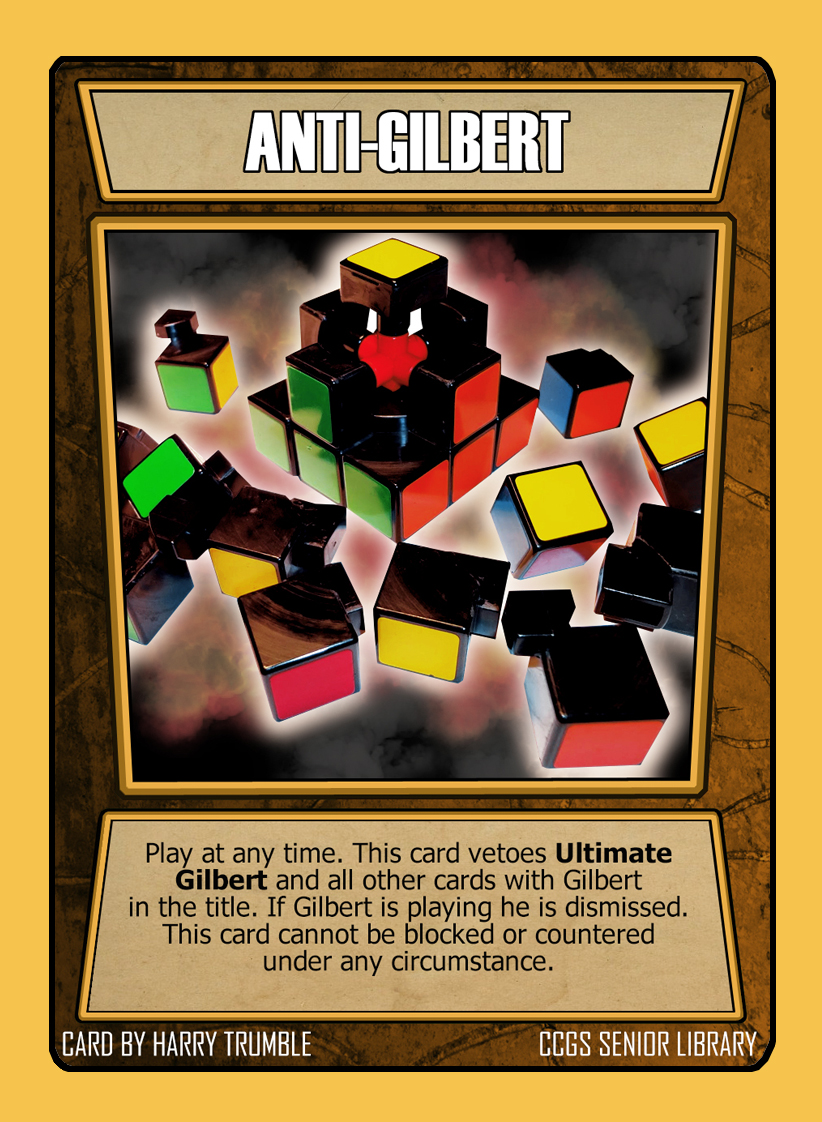 ANTI-GILBERT
Play at any time. This card vetoes Ultimate
Gilbert and all other cards with Gilbert
in the title. If Gilbert is playing he is dismissed.
This card cannot be blocked or countered
under any circumstance.
CARD BY HARRY TRUMBLE
CCGS SENIOR LIBRARY